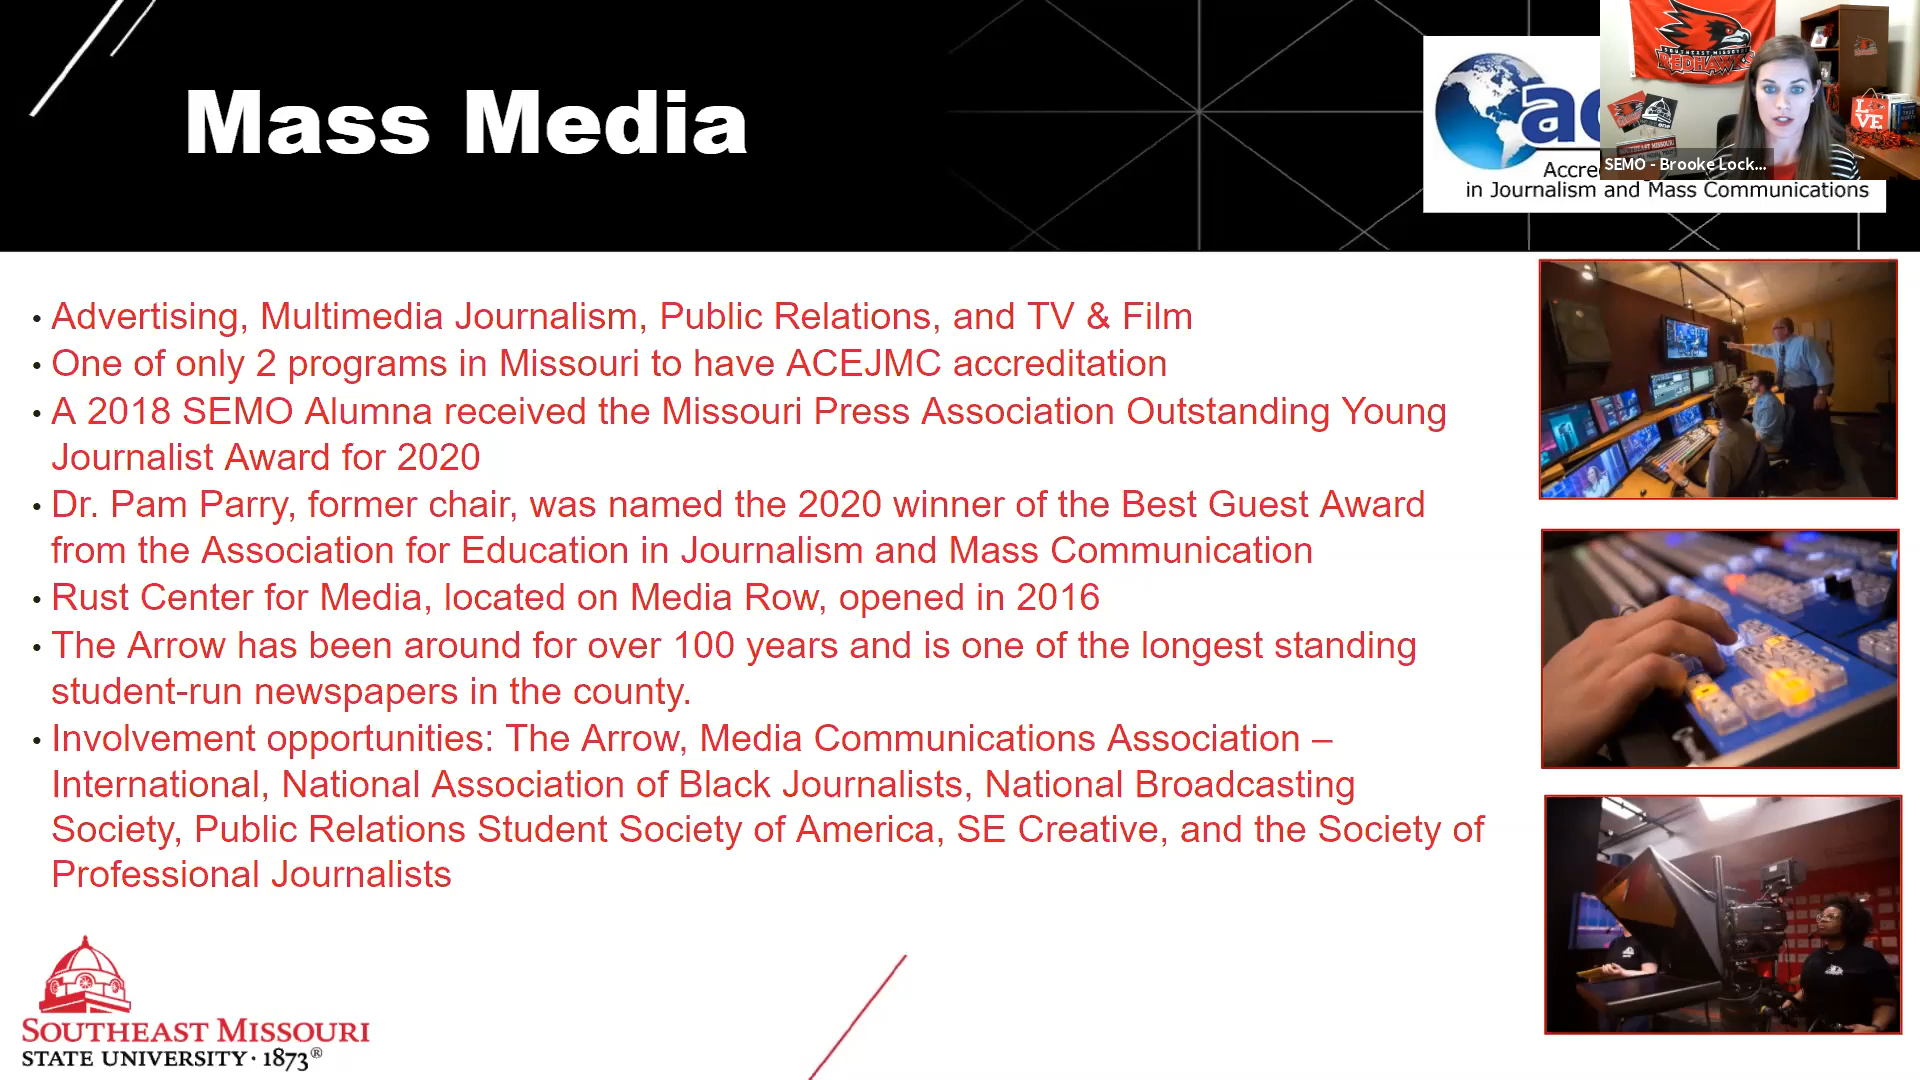 Mass Media
Accre
in Journalism and Mass Communications
SOUTHEAST MISSOURI
REDHAWKS
LOVE
SOUTHEAST MISSOURI
SEMO - Brooke Lock...
• Advertising, Multimedia Journalism, Public Relations, and TV & Film
• One of only 2 programs in Missouri to have ACEJMC accreditation
• A 2018 SEMO Alumna received the Missouri Press Association Outstanding Young
Journalist Award for 2020
• Dr. Pam Parry, former chair, was named the 2020 winner of the Best Guest Award
from the Association for Education in Journalism and Mass Communication
• Rust Center for Media, located on Media Row, opened in 2016
• The Arrow has been around for over 100 years and is one of the longest standing
student-run newspapers in the county.
• Involvement opportunities: The Arrow, Media Communications Association –
International, National Association of Black Journalists, National Broadcasting
Society, Public Relations Student Society of America, SE Creative, and the Society of
Professional Journalists
SOUTHEAST MISSOURI
STATE UNIVERSITY · 1873®